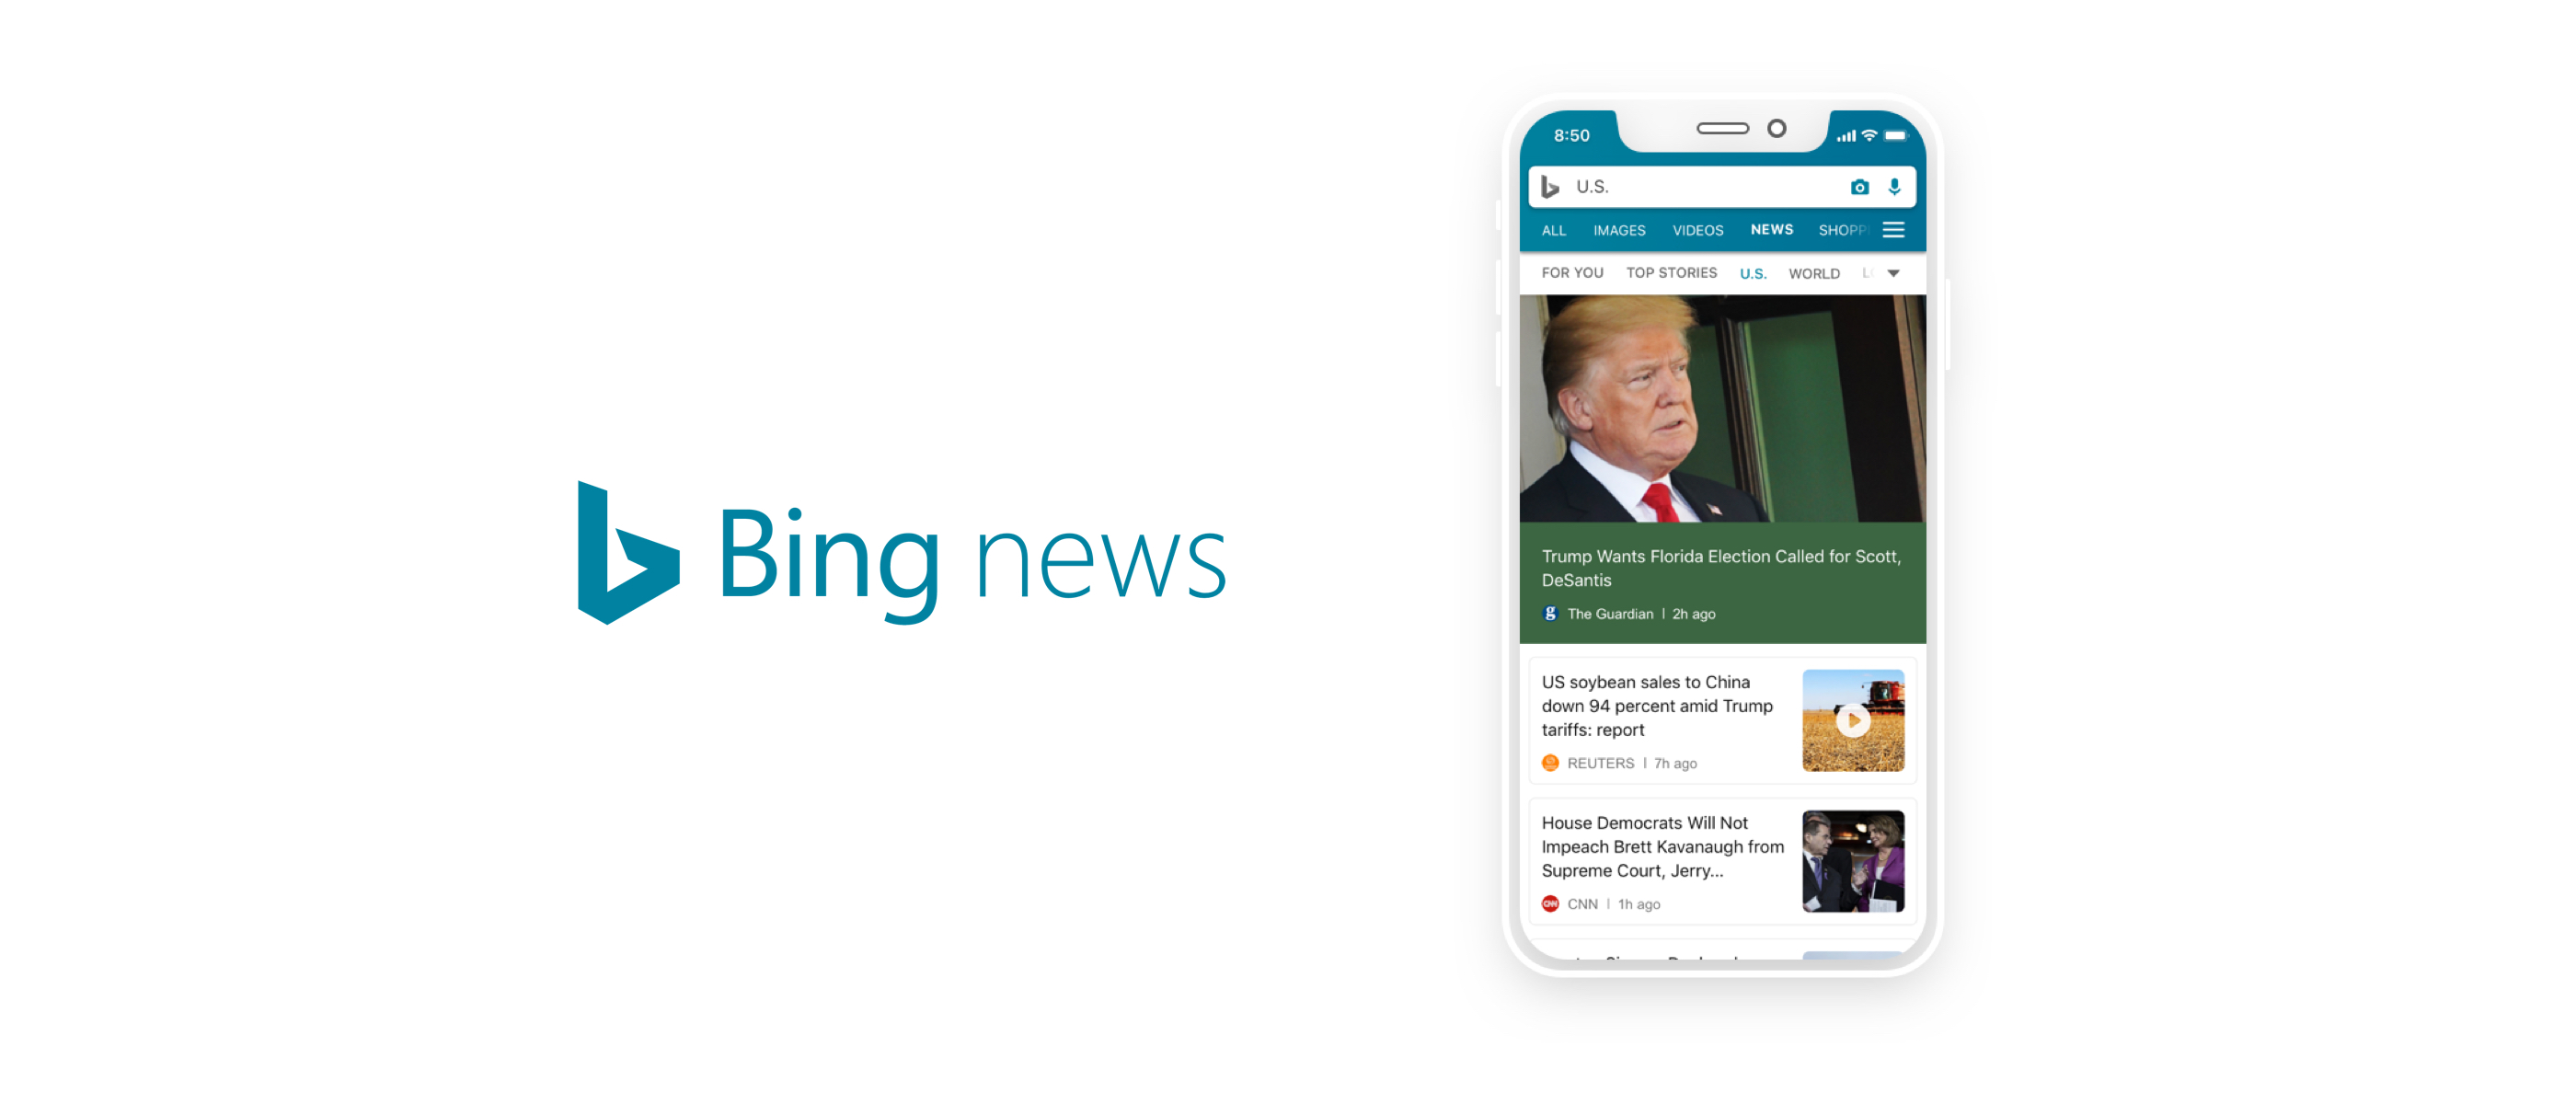 Bing news
8:50
U.S.
ALL IMAGES VIDEOS NEWS SHOPP
FOR YOU TOP STORIES U.S. WORLD
Trump Wants Florida Election Called for Scott,
DeSantis
g The Guardian | 2h ago
US soybean sales to China
down 94 percent amid Trump
tariffs: report
REUTERS | 7h ago
House Democrats Will Not
Impeach Brett Kavanaugh from
Supreme Court, Jerry...
CNN CNN | 1h ago